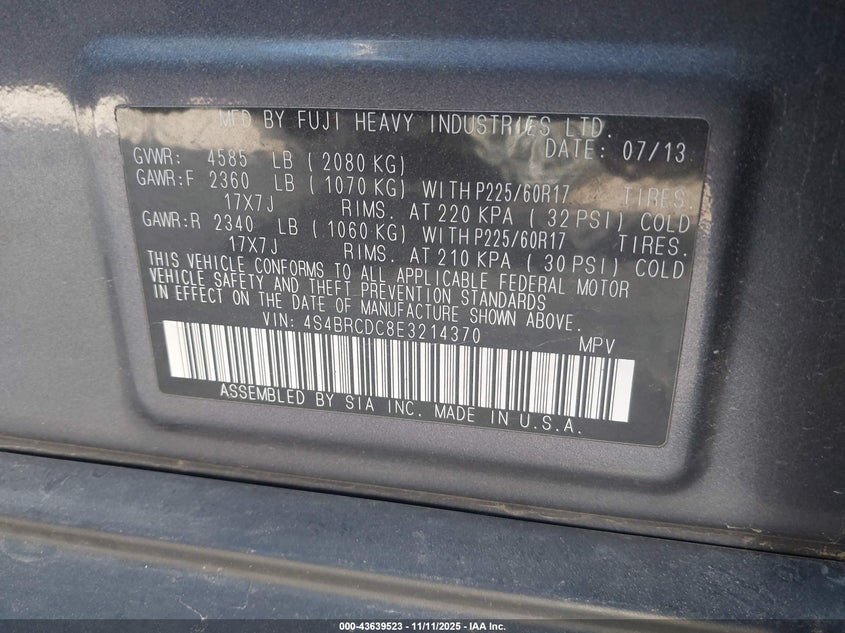 MFD BY FUJI HEAVY INDUSTRIES LTD.
DATE: 07/13
GVWR: 4585 LB ( 2080 KG)
GAWR:F 2360 LB ( 1070 KG) WITH P225/60R17 TIRES.
17X7J RIMS. AT 220 KPA ( 32 PSI) COLD
GAWR:R 2340 LB ( 1060 KG) WITH P225/60R17 TIRES.
17X7J RIMS. AT 210 KPA ( 30 PSI) COLD
THIS VEHICLE CONFORMS TO ALL APPLICABLE FEDERAL MOTOR
VEHICLE SAFETY AND THEFT PREVENTION STANDARDS
IN EFFECT ON THE DATE OF MANUFACTURE SHOWN ABOVE.
VIN: 4S4BRCDC8E3214370 MPV
ASSEMBLED BY SIA INC. MADE IN U.S.A.
000-43639523 - 11/11/2025 - IAA Inc.